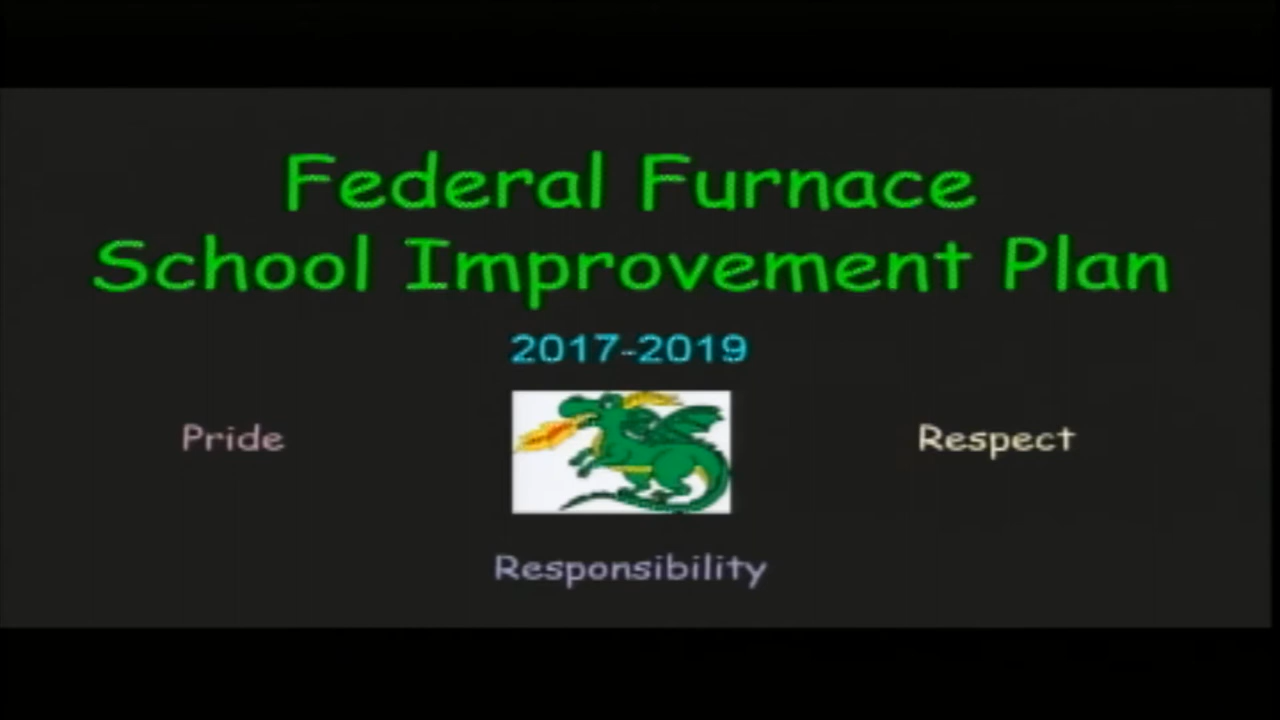 Federal Furnace
School Improvement Plan
2017-2019
Pride
Respect
Responsibility